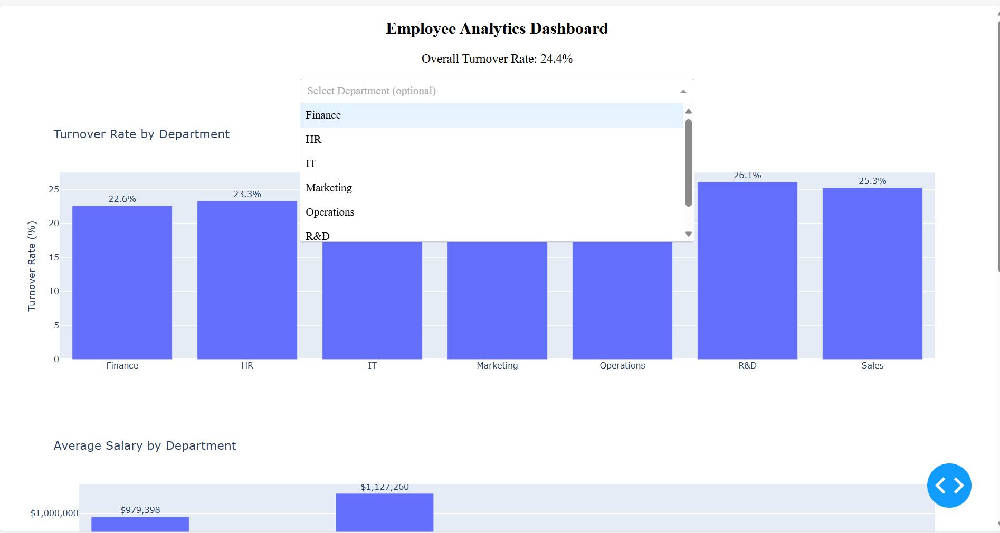 Employee Analytics Dashboard
Overall Turnover Rate: 24.4%
Select Department (optional)
Finance
HR
IT
Marketing
Operations
R&D
Turnover Rate by Department
Turnover Rate (%)
25
20
15
10
5
0
22.6%
23.3%
26.1%
25.3%
Finance
HR
IT
Marketing
Operations
R&D
Sales
Average Salary by Department
$1,000,000
$979,398
$1,127,260